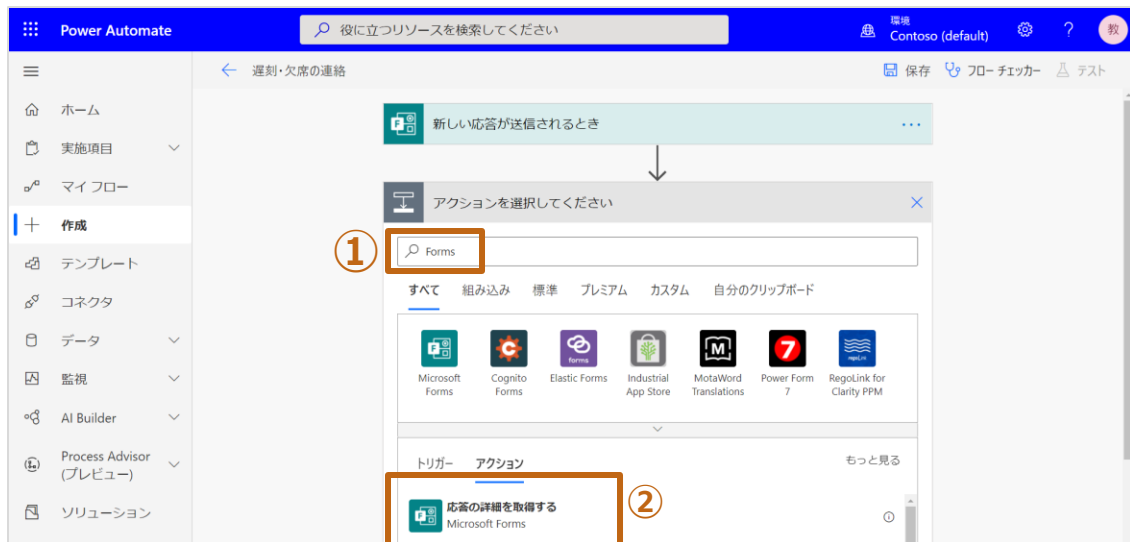 Power Automate
役に立つリソースを検索してください
環境
Contoso (default)
?
教
遅刻・欠席の連絡
保存
フロー チェッカー
テスト
ホーム
実施項目
マイ フロー
作成
テンプレート
コネクタ
データ
監視
AI Builder
Process Advisor
(プレビュー)
ソリューション
新しい応答が送信されるとき
アクションを選択してください
①
Forms
すべて
組み込み
標準
プレミアム
カスタム
自分のクリップボード
Microsoft
Forms
Cognito
Forms
forms
Elastic Forms
Industrial
App Store
M
MotaWord
Translations
7
Power Form
7
RegoLink for
Clarity PPM
トリガー
アクション
もっと見る
応答の詳細を取得する
Microsoft Forms
②